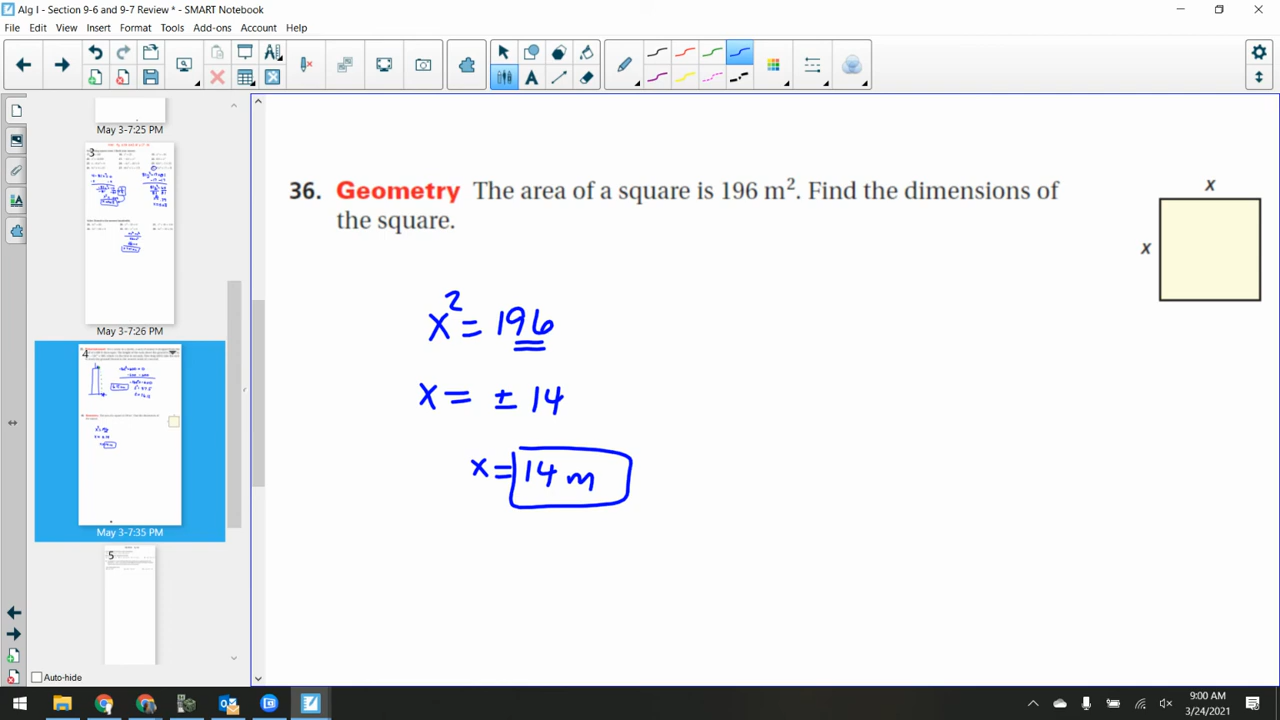 Alg I - Section 9-6 and 9-7 Review * - SMART Notebook
File Edit View Insert Format Tools Add-ons Account Help
May 3-7:25 PM
3
May 3-7:26 PM
4
May 3-7:35 PM
5
Auto-hide
36. Geometry The area of a square is 196 m². Find the dimensions of
the square.
x
x
x² = 196
x = ± 14
x = 14 m
9:00 AM
3/24/2021